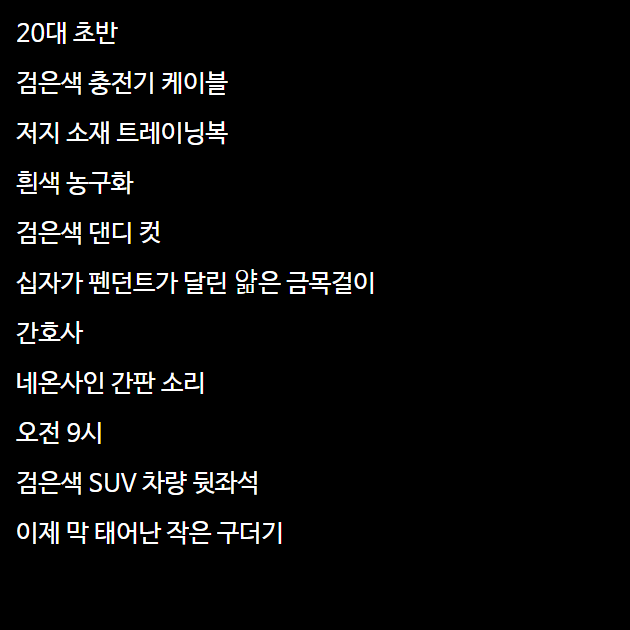 20대 초반
검은색 충전기 케이블
저지 소재 트레이닝복
흰색 농구화
검은색 댄디 컷
십자가 펜던트가 달린 얇은 금목걸이
간호사
네온사인 간판 소리
오전 9시
검은색 SUV 차량 뒷좌석
이제 막 태어난 작은 구더기